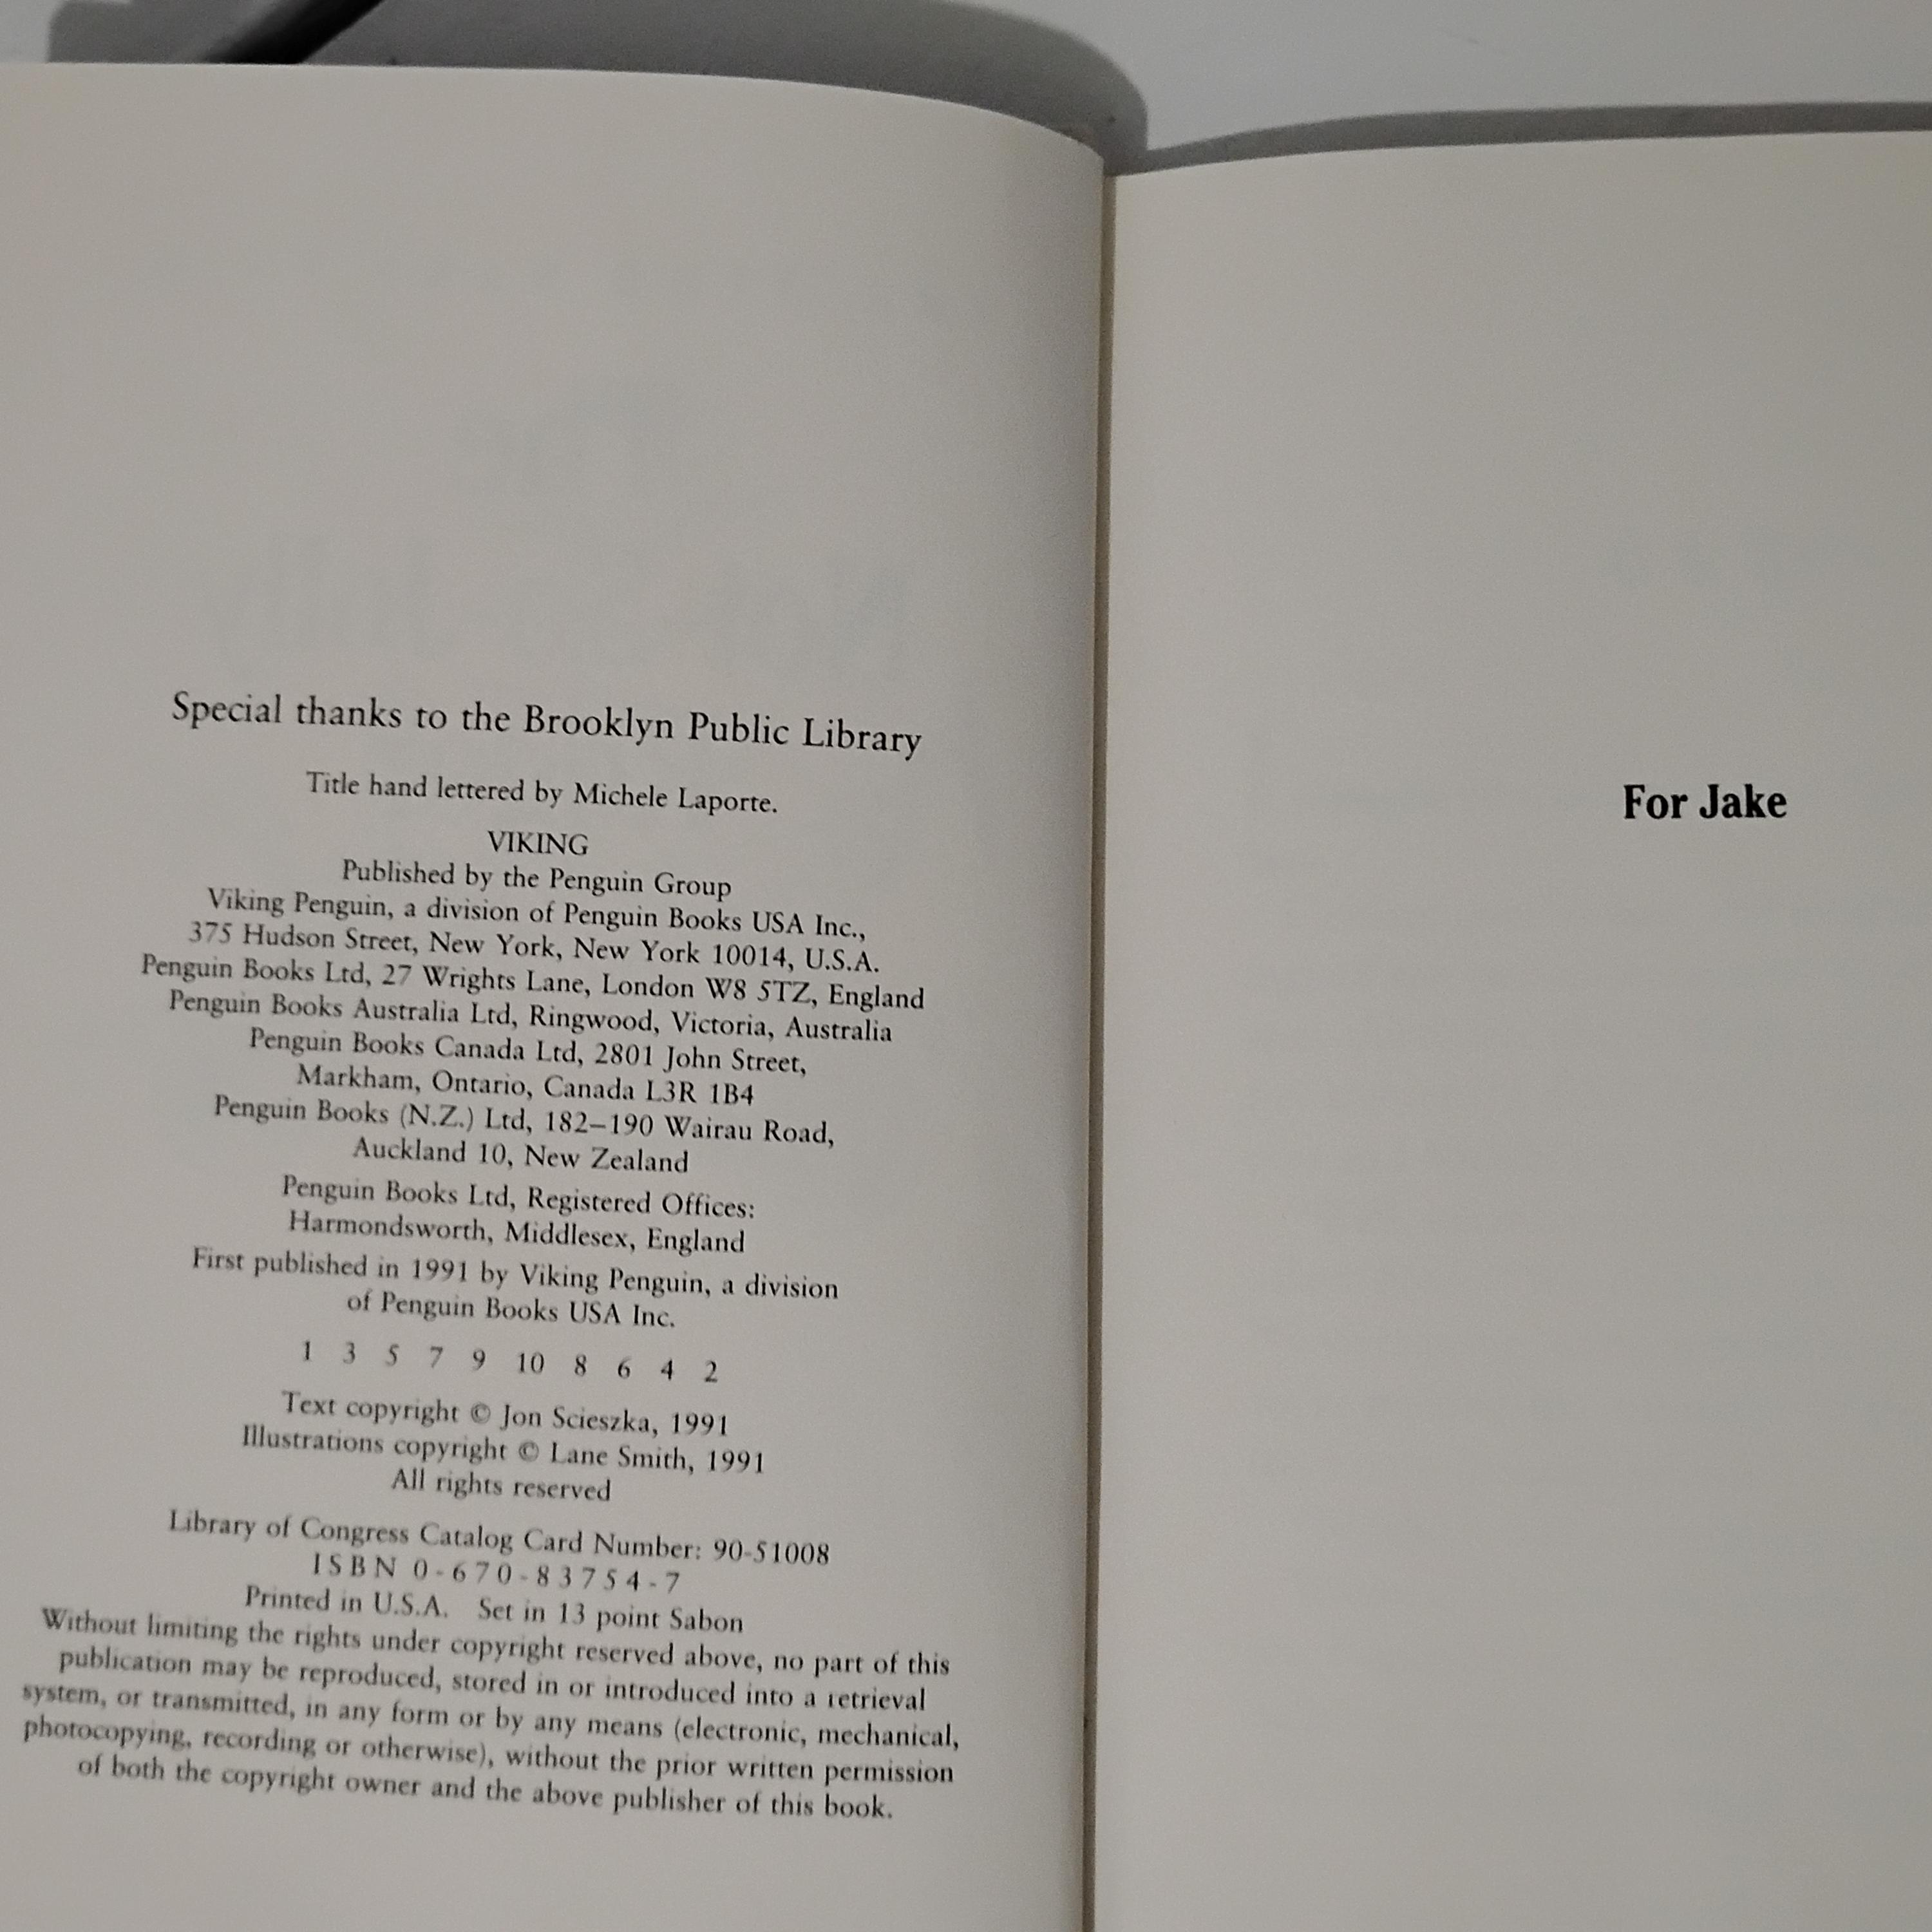 Special thanks to the Brooklyn Public Library
Title hand lettered by Michele Laporte.
VIKING
Published by the Penguin Group
Viking Penguin, a division of Penguin Books USA Inc.,
375 Hudson Street, New York, New York 10014, U.S.A.
Penguin Books Ltd, 27 Wrights Lane, London W8 5TZ, England
Penguin Books Australia Ltd, Ringwood, Victoria, Australia
Penguin Books Canada Ltd, 2801 John Street,
Markham, Ontario, Canada L3R 1B4
Penguin Books (N.Z.) Ltd, 182–190 Wairau Road,
Auckland 10, New Zealand
Penguin Books Ltd, Registered Offices:
Harmondsworth, Middlesex, England
First published in 1991 by Viking Penguin, a division
of Penguin Books USA Inc.
1 3 5 7 9 10 8 6 4 2
Text copyright © Jon Scieszka, 1991
Illustrations copyright © Lane Smith, 1991
All rights reserved
Library of Congress Catalog Card Number: 90-51008
ISBN 0-670-83754-7
Printed in U.S.A. Set in 13 point Sabon
Without limiting the rights under copyright reserved above, no part of this
publication may be reproduced, stored in or introduced into a retrieval
system, or transmitted, in any form or by any means (electronic, mechanical,
photocopying, recording or otherwise), without the prior written permission
of both the copyright owner and the above publisher of this book.
For Jake